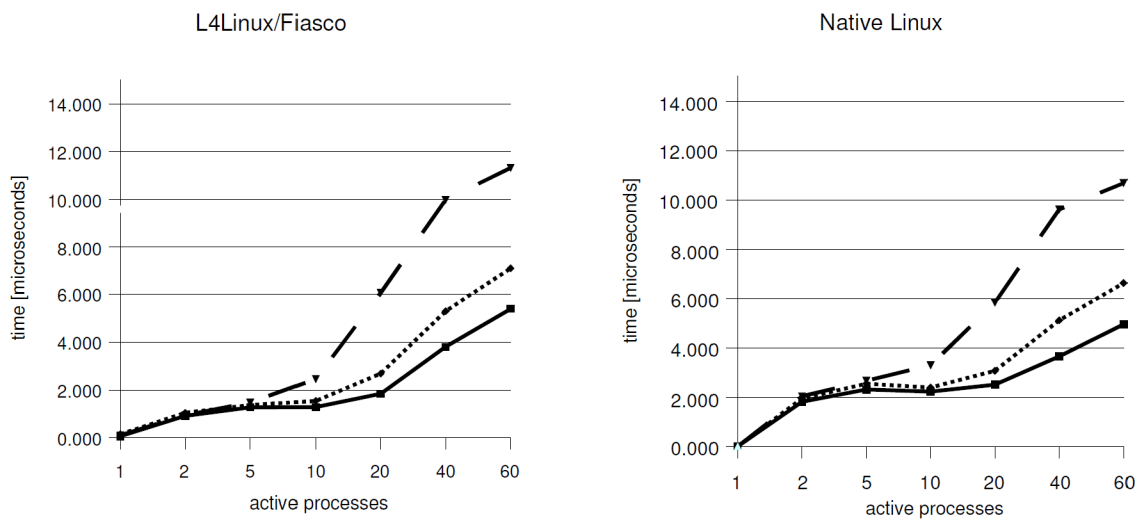 L4Linux/Fiasco
time [microseconds]
14.000
12.000
10.000
8.000
6.000
4.000
2.000
0.000
1 2 5 10 20 40 60
active processes
Native Linux
time [microseconds]
14.000
12.000
10.000
8.000
6.000
4.000
2.000
0.000
1 2 5 10 20 40 60
active processes